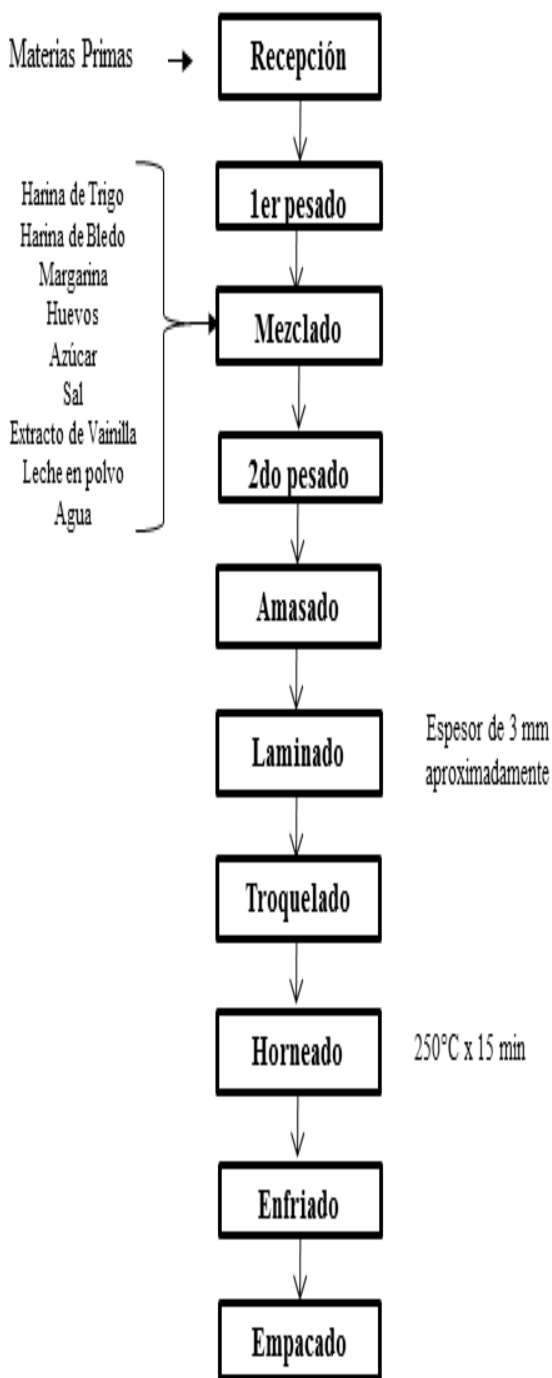 Materias Primas
Recepción
1er pesado
Harina de Trigo
Harina de Bledo
Margarina
Huevos
Azúcar
Sal
Extracto de Vainilla
Leche en polvo
Agua
Mezclado
2do pesado
Amasado
Laminado
Espesor de 3 mm
aproximadamente
Troquelado
Horneado
250°C x 15 min
Enfriado
Empacado